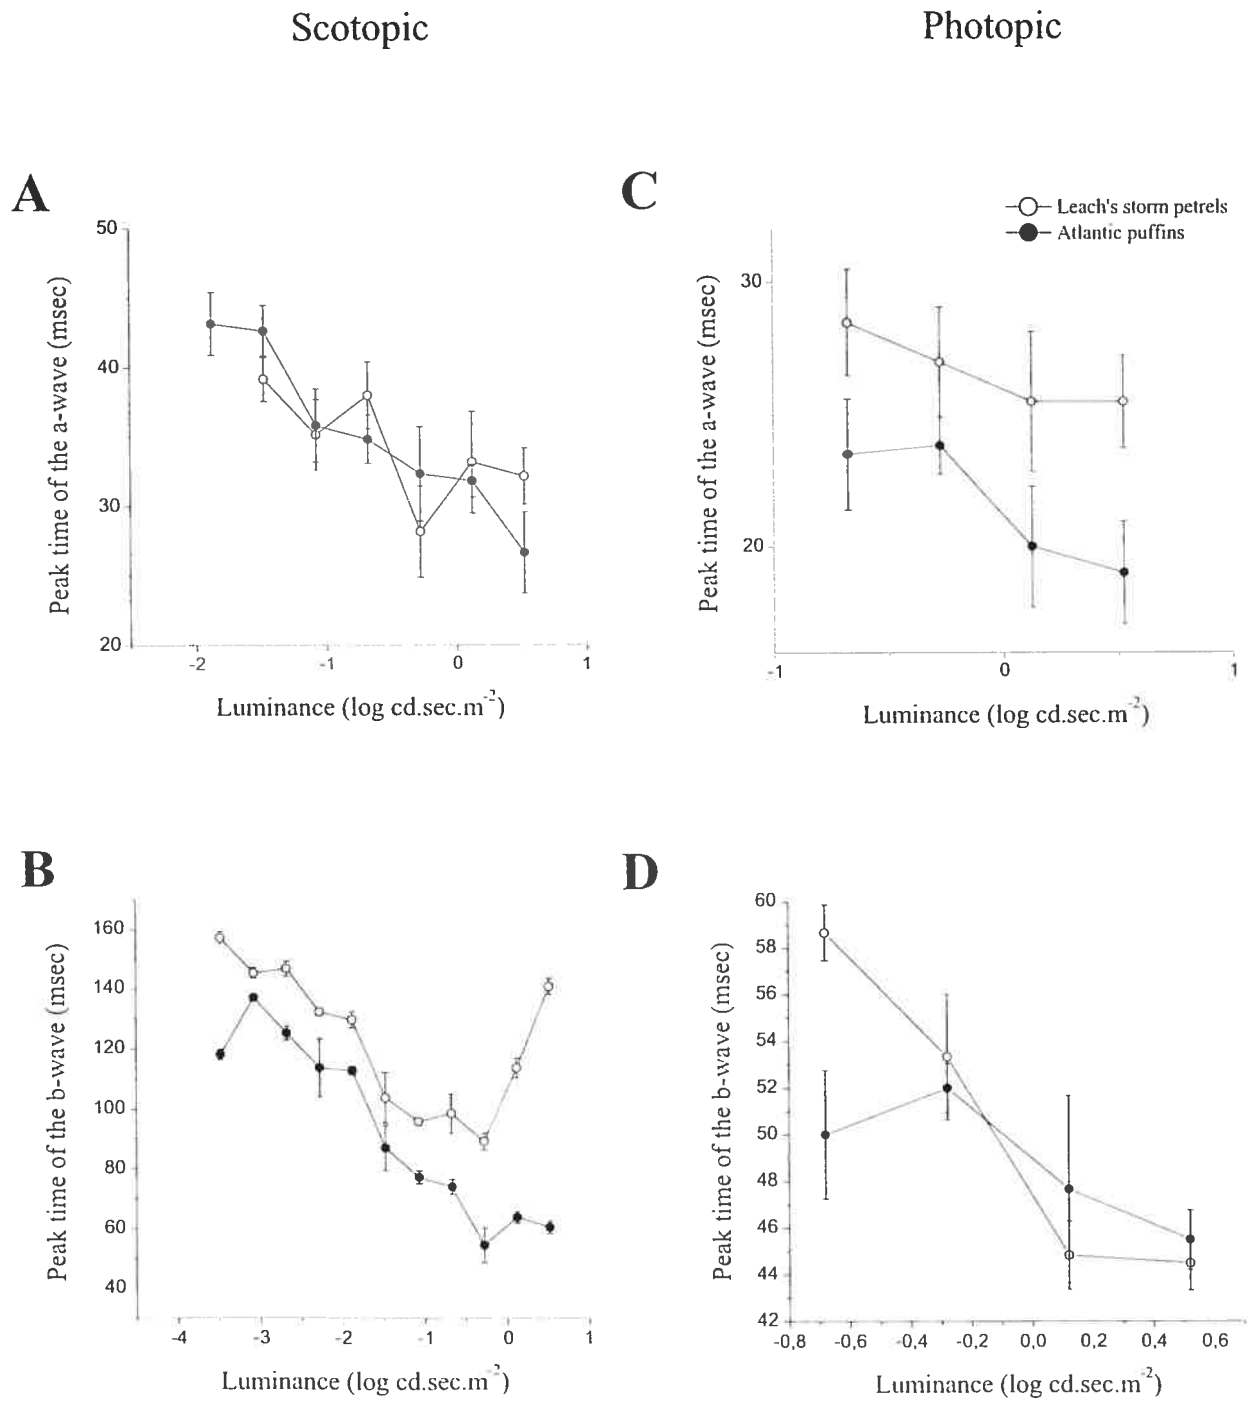 Scotopic
Photopic
A
50
40
30
20
-2
-1
0
1
Peak time of the a-wave (msec)
Luminance (log cd.sec.m⁻²)
C
Leach's storm petrels
Atlantic puffins
30
20
-1
0
1
Peak time of the a-wave (msec)
Luminance (log cd.sec.m⁻²)
B
160
140
120
100
80
60
40
-4
-3
-2
-1
0
1
Peak time of the b-wave (msec)
Luminance (log cd.sec.m⁻²)
D
60
58
56
54
52
50
48
46
44
42
-0,8
-0,6
-0,4
-0,2
0,0
0,2
0,4
0,6
Peak time of the b-wave (msec)
Luminance (log cd.sec.m⁻²)